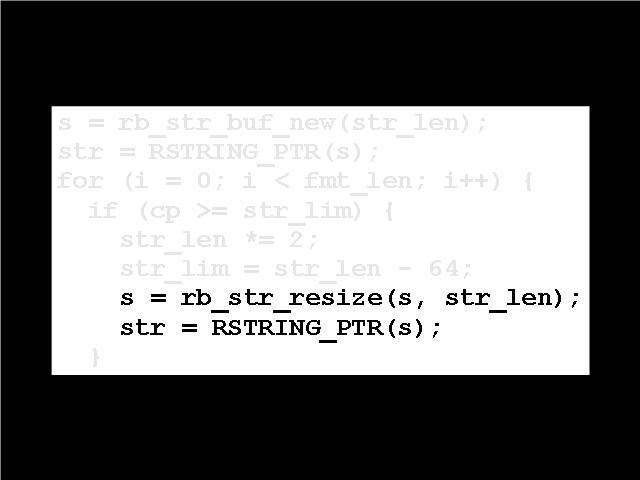 s = rb_str_buf_new(str_len);
str = RSTRING_PTR(s);
for (i = 0; i < fmt_len; i++) {
  if (cp >= str_lim) {
    str_len *= 2;
    str_lim = str_len - 64;
    s = rb_str_resize(s, str_len);
    str = RSTRING_PTR(s);
  }